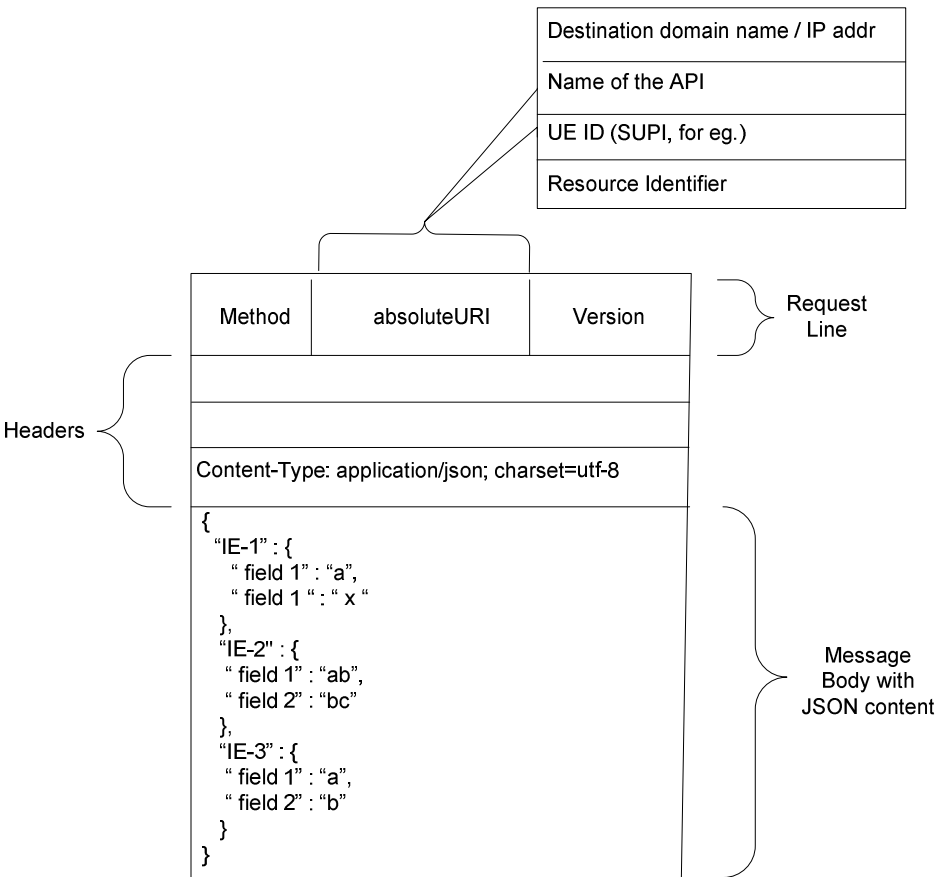 Destination domain name / IP addr
Name of the API
UE ID (SUPI, for eg.)
Resource Identifier
Method
absoluteURI
Version
Request
Line
Headers
Content-Type: application/json; charset=utf-8
{
“IE-1” : {
“ field 1” : “a”,
“ field 1 “ : “ x “
},
“IE-2" : {
“ field 1” : “ab”,
“ field 2” : “bc”
},
“IE-3” : {
“ field 1” : “a”,
“ field 2” : “b”
}
}
Message
Body with
JSON content